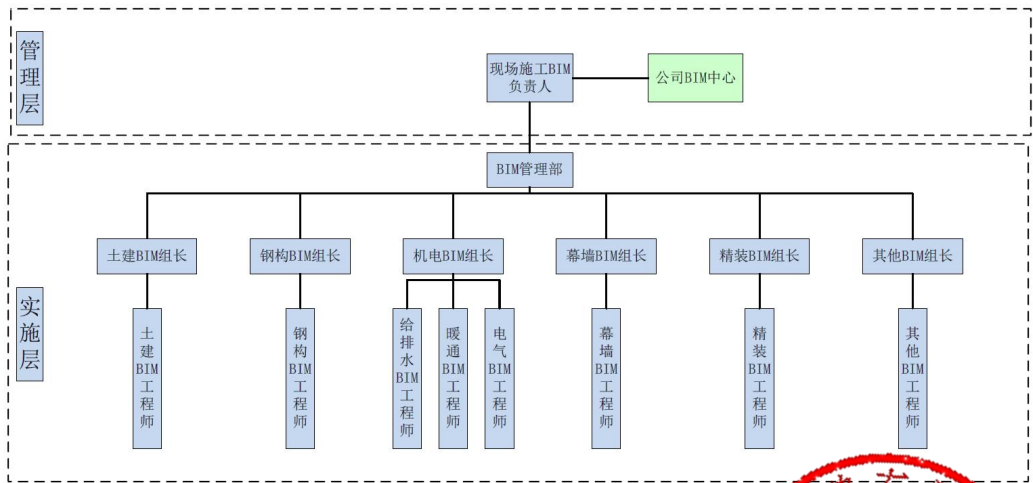 管理层
现场施工BIM
负责人
公司BIM中心
实施层
BIM管理部
土建BIM组长
钢构BIM组长
机电BIM组长
幕墙BIM组长
精装BIM组长
其他BIM组长
土建BIM工程师
钢构BIM工程师
给排水BIM工程师
暖通BIM工程师
电气BIM工程师
幕墙BIM工程师
精装BIM工程师
其他BIM工程师